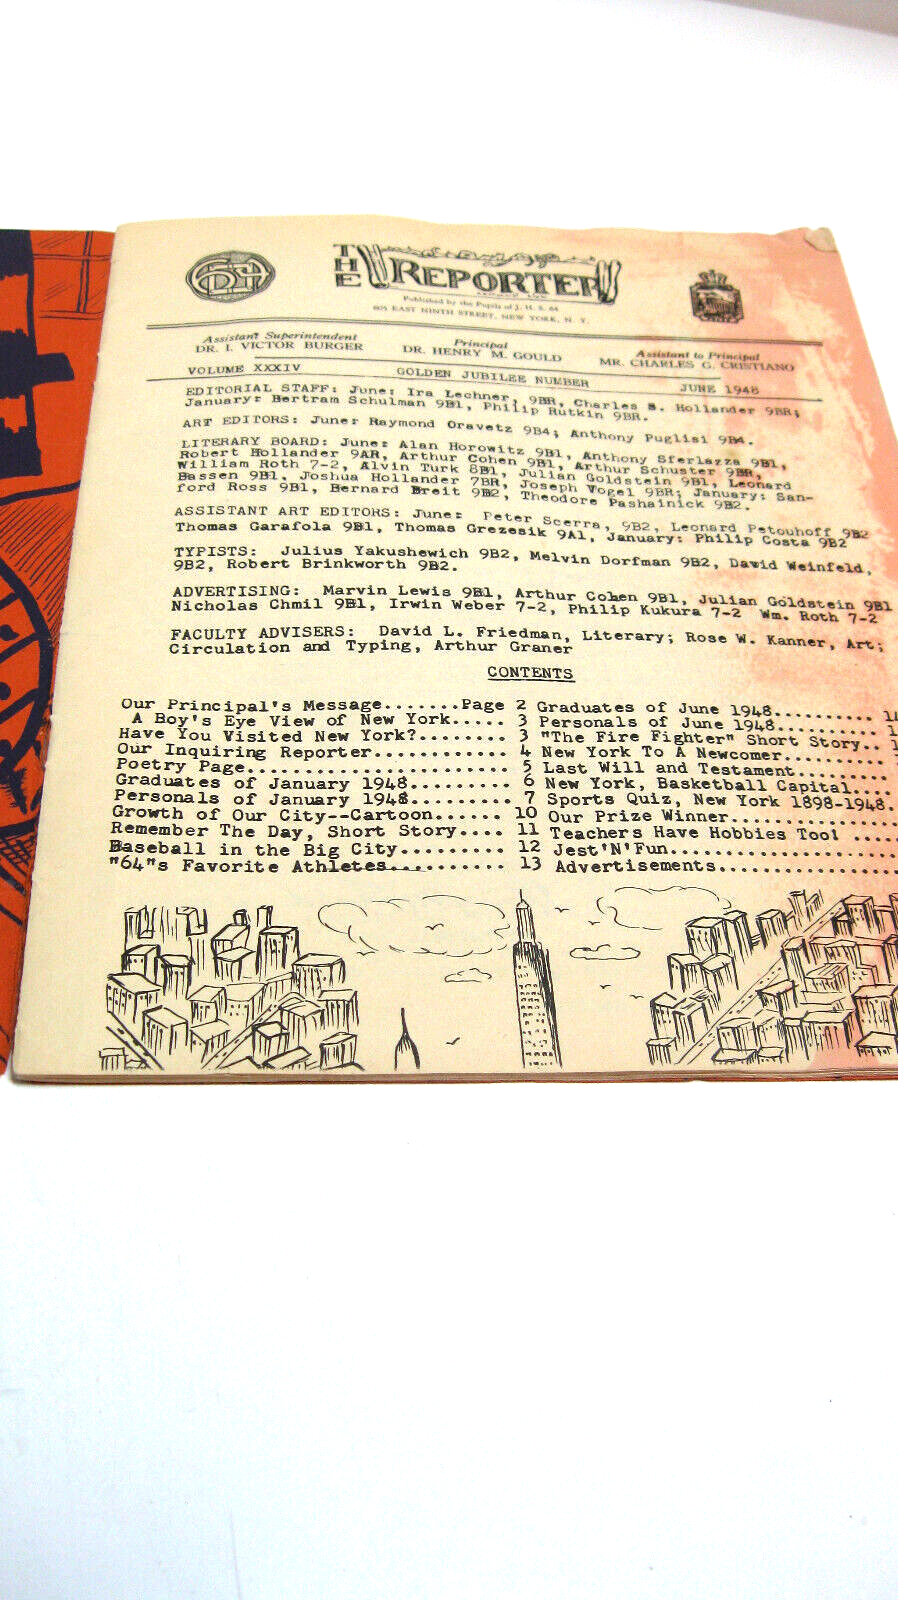 THE REPORTER
Published by the Pupils of J. H. S. 64
605 EAST NINTH STREET, NEW YORK, N. Y.
Assistant Superintendent
DR. I. VICTOR BURGER
Principal
DR. HENRY M. GOULD
Assistant to Principal
MR. CHARLES G. CRISTIANO
VOLUME XXXIV GOLDEN JUBILEE NUMBER JUNE 1948
EDITORIAL STAFF: June: Ira Lechner, 9BR, Charles S. Hollander 9BR;
January: Bertram Schulman 9B1, Philip Rutkin 9BR.
ART EDITORS: June: Raymond Oravetz 9B4; Anthony Puglisi 9B4.
LITERARY BOARD: June: Alan Horowitz 9B1, Anthony Sferlazza 9B1,
Robert Hollander 9AR, Arthur Cohen 9B1, Arthur Schuster 9BR,
William Roth 7-2, Alvin Turk 8B1, Julian Goldstein 9B1, Leonard
Bassen 9B1, Joshua Hollander 7BR, Joseph Vogel 9BR; January: San-
ford Ross 9B1, Bernard Breit 9B2, Theodore Pashainick 9B2.
ASSISTANT ART EDITORS: June: Peter Scerra, 9B2, Leonard Petouhoff 9B2
Thomas Garafola 9B1, Thomas Grezesik 9A1, January: Philip Costa 9B2
TYPISTS: Julius Yakushewich 9B2, Melvin Dorfman 9B2, David Weinfeld,
9B2, Robert Brinkworth 9B2.
ADVERTISING: Marvin Lewis 9B1, Arthur Cohen 9B1, Julian Goldstein 9B1
Nicholas Chmil 9B1, Irwin Weber 7-2, Philip Kukura 7-2 Wm. Roth 7-2
FACULTY ADVISERS: David L. Friedman, Literary; Rose W. Kanner, Art;
Circulation and Typing, Arthur Graner
CONTENTS
Our Principal's Message.......Page 2
A Boy's Eye View of New York..... 3
Have You Visited New York?........ 3
Our Inquiring Reporter............ 4
Poetry Page....................... 5
Graduates of January 1948......... 6
Personals of January 1948......... 7
Growth of Our City--Cartoon...... 10
Remember The Day, Short Story.... 11
Baseball in the Big City......... 12
"64"s Favorite Athletes.......... 13
Graduates of June 1948..........
Personals of June 1948..........
"The Fire Fighter" Short Story..
New York To A Newcomer..........
Last Will and Testament.........
New York, Basketball Capital....
Sports Quiz, New York 1898-1948.
Our Prize Winner................
Teachers Have Hobbies Too! ....
Jest'N'Fun......................
Advertisements..................